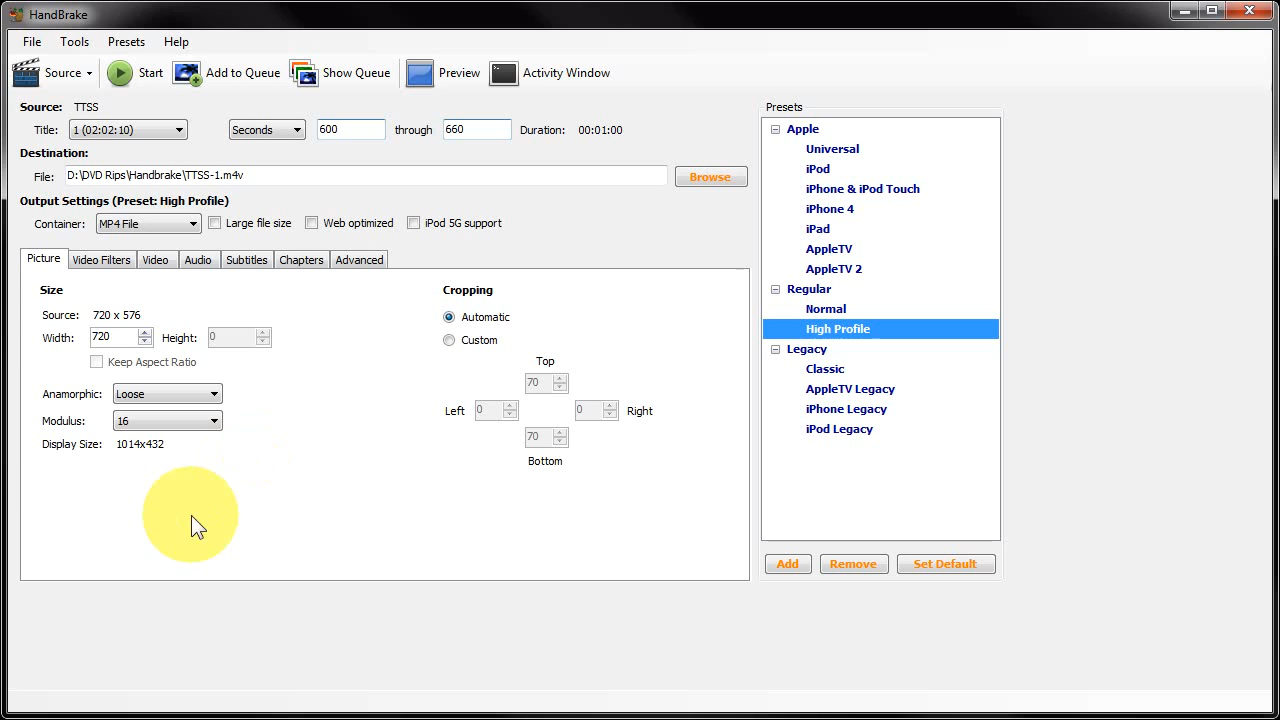 HandBrake
File Tools Presets Help
Source Start Add to Queue Show Queue Preview Activity Window
Source: TTSS
Title: 1 (02:02:10) Seconds 600 through 660 Duration: 00:01:00
Destination:
File: D:\DVD Rips\Handbrake\TTSS-1.m4v Browse
Output Settings (Preset: High Profile)
Container: MP4 File Large file size Web optimized iPod 5G support
Picture Video Filters Video Audio Subtitles Chapters Advanced
Size
Source: 720 x 576
Width: 720 Height: 0
Keep Aspect Ratio
Anamorphic: Loose
Modulus: 16
Display Size: 1014x432
Cropping
Automatic
Custom
Top
70
Left 0 0 Right
70
Bottom
Presets
Apple
Universal
iPod
iPhone & iPod Touch
iPhone 4
iPad
AppleTV
AppleTV 2
Regular
Normal
High Profile
Legacy
Classic
AppleTV Legacy
iPhone Legacy
iPod Legacy
Add Remove Set Default